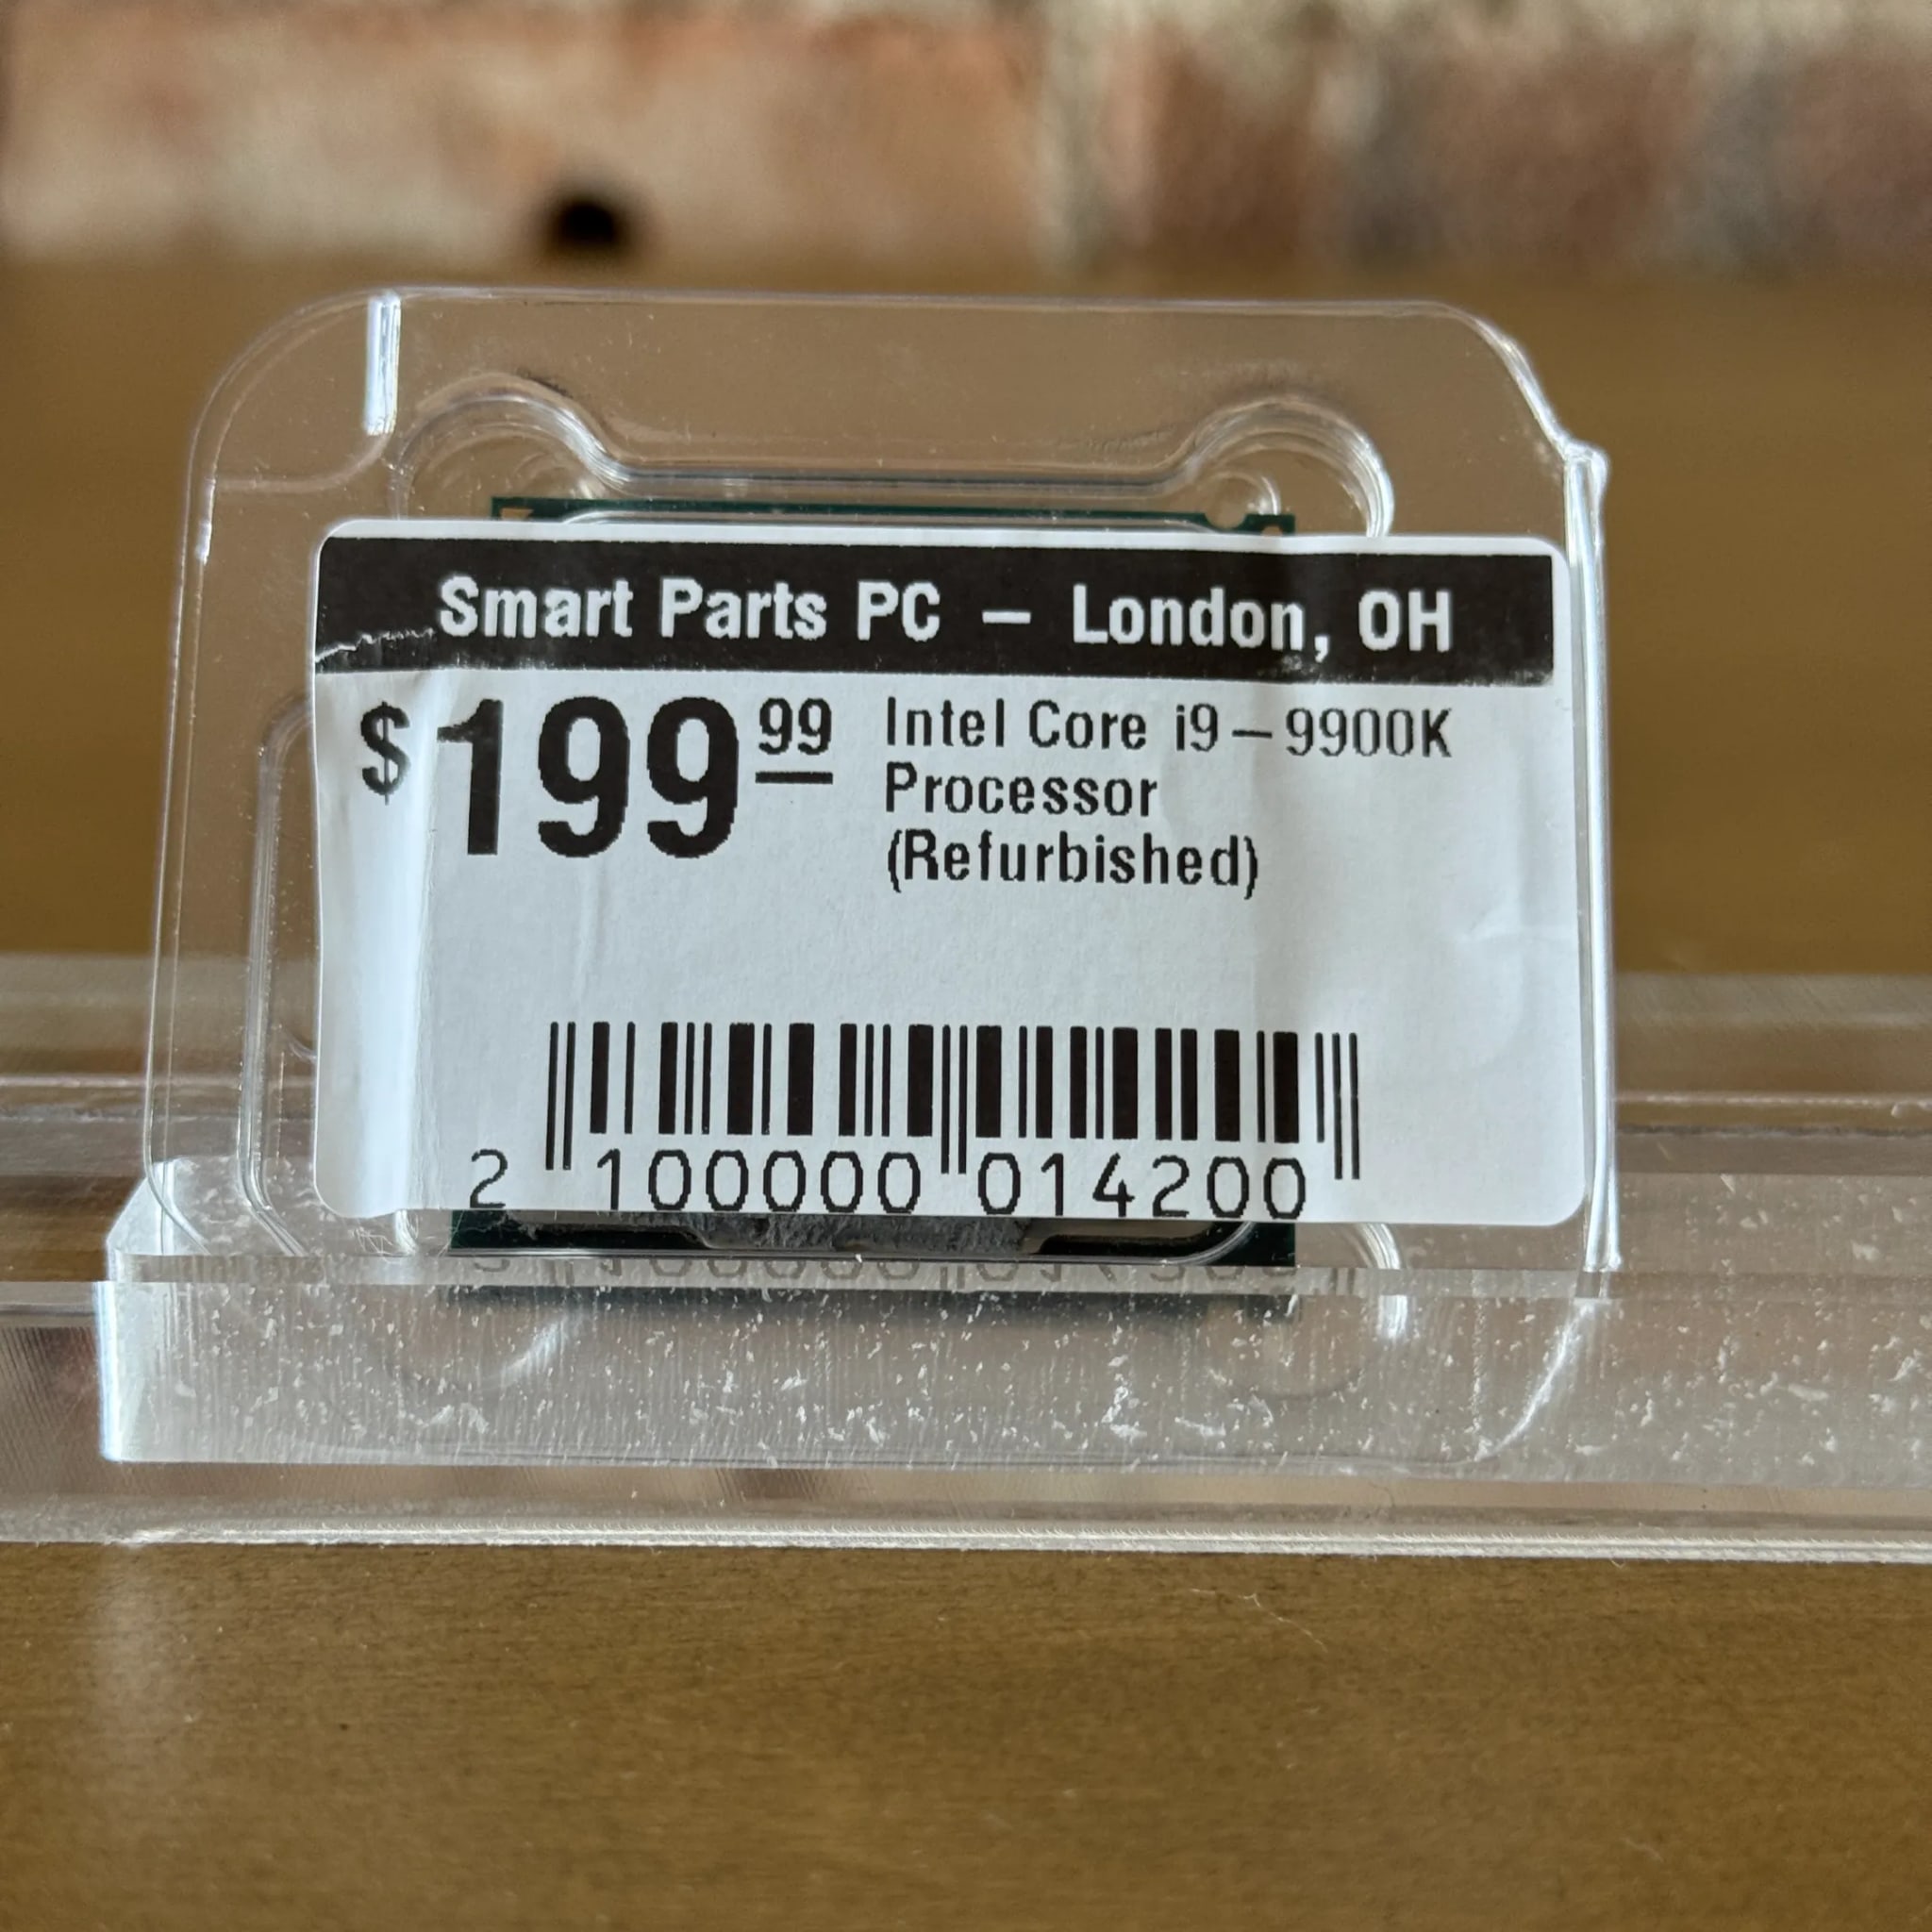 Smart Parts PC – London, OH
$199 99
Intel Core i9-9900K
Processor
(Refurbished)
2 100000 014200